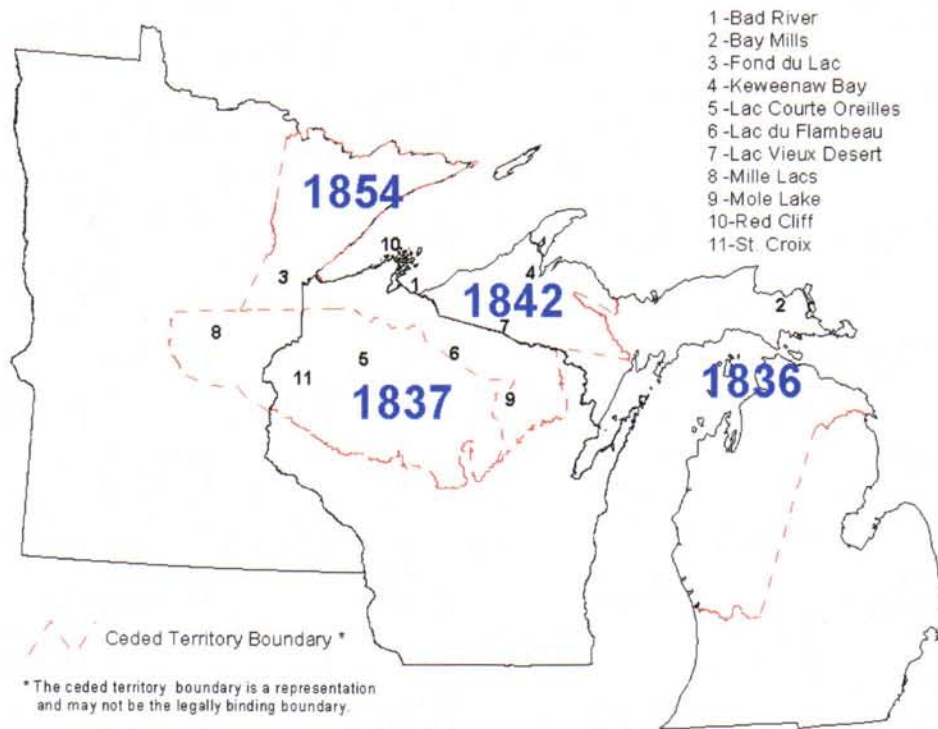 1 -Bad River
2 -Bay Mills
3 -Fond du Lac
4 -Keweenaw Bay
5 -Lac Courte Oreilles
6 -Lac du Flambeau
7 -Lac Vieux Desert
8 -Mille Lacs
9 -Mole Lake
10-Red Cliff
11-St. Croix
1854
10
3
1
4
1842
2
8
7
5
6
11
1837
9
1836
Ceded Territory Boundary *
* The ceded territory boundary is a representation
and may not be the legally binding boundary.